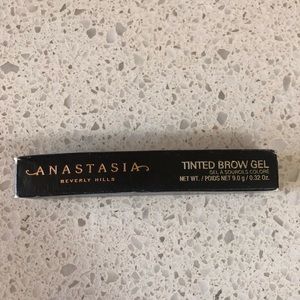 ANASTASIA
BEVERLY HILLS
TINTED BROW GEL
GEL À SOURCILS COLORÉ
NET WT. / POIDS NET 9.0 g / 0.32 Oz.